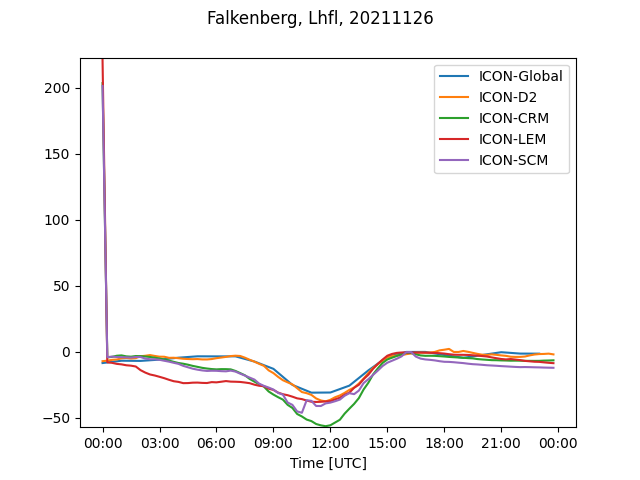 Falkenberg, Lhfl, 20211126
ICON-Global
ICON-D2
ICON-CRM
ICON-LEM
ICON-SCM
200
150
100
50
0
−50
00:00 03:00 06:00 09:00 12:00 15:00 18:00 21:00 00:00
Time [UTC]